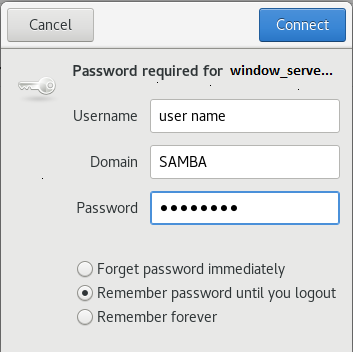 Cancel Connect
Password required for window_serve...
Username user name
Domain SAMBA
Password ●●●●●●●●
Forget password immediately
Remember password until you logout
Remember forever